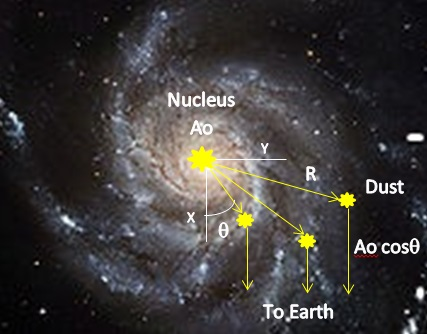 Nucleus
Ao
Y
R
Dust
X
θ
Ao cosθ
To Earth